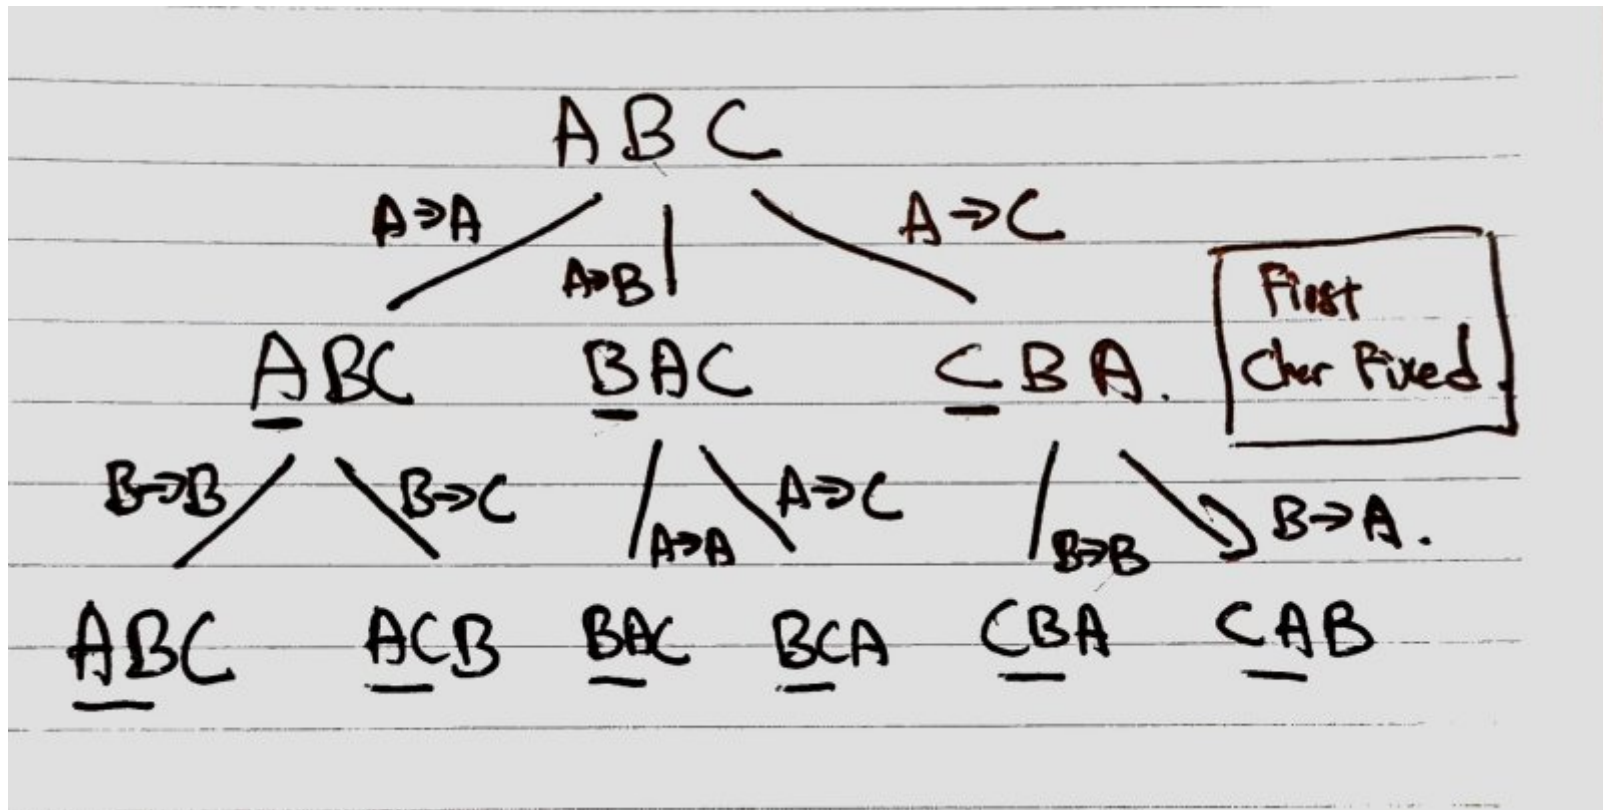 ABC
A→A
A→B
A→C
ABC
BAC
CBA.
First
Char Fixed.
B→B
B→C
A→A
A→C
B→B
B→A.
ABC
ACB
BAC
BCA
CBA
CAB